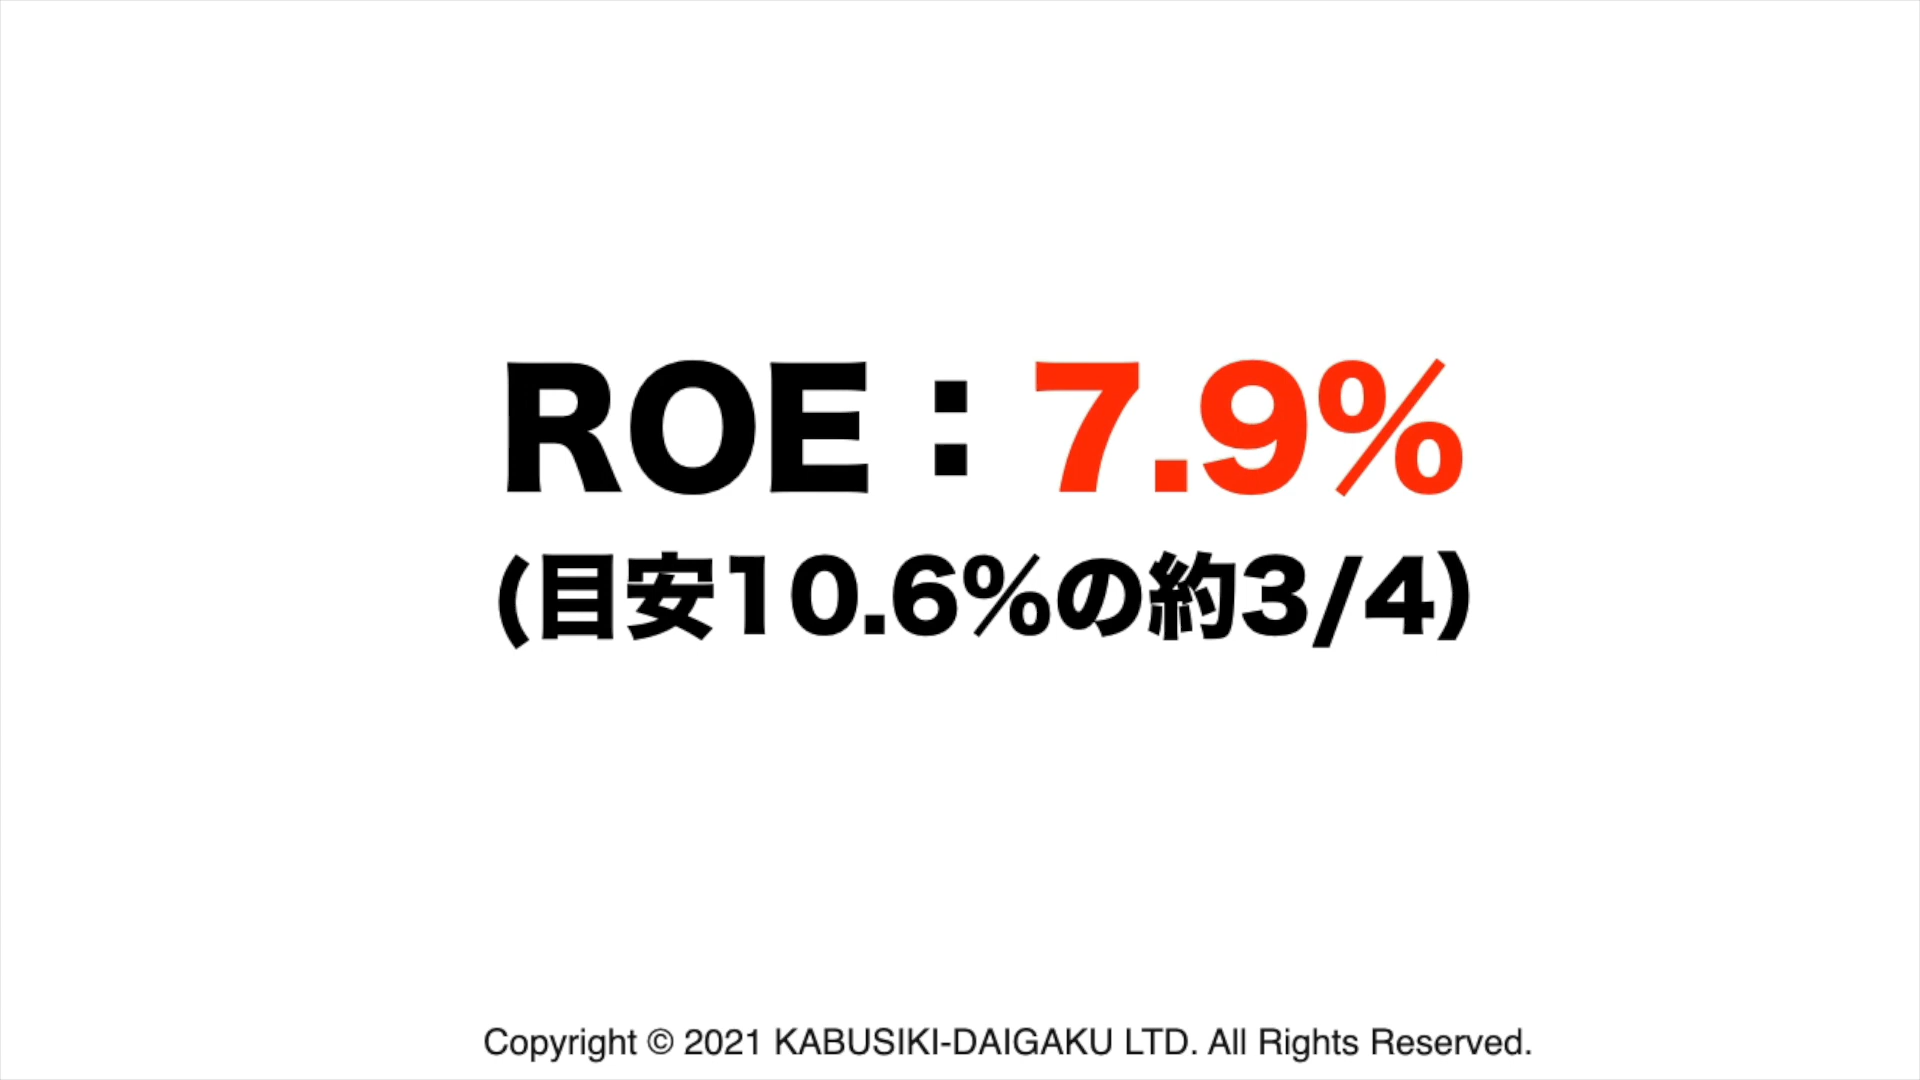 ROE：7.9%
(目安10.6%の約3/4)
Copyright © 2021 KABUSIKI-DAIGAKU LTD. All Rights Reserved.